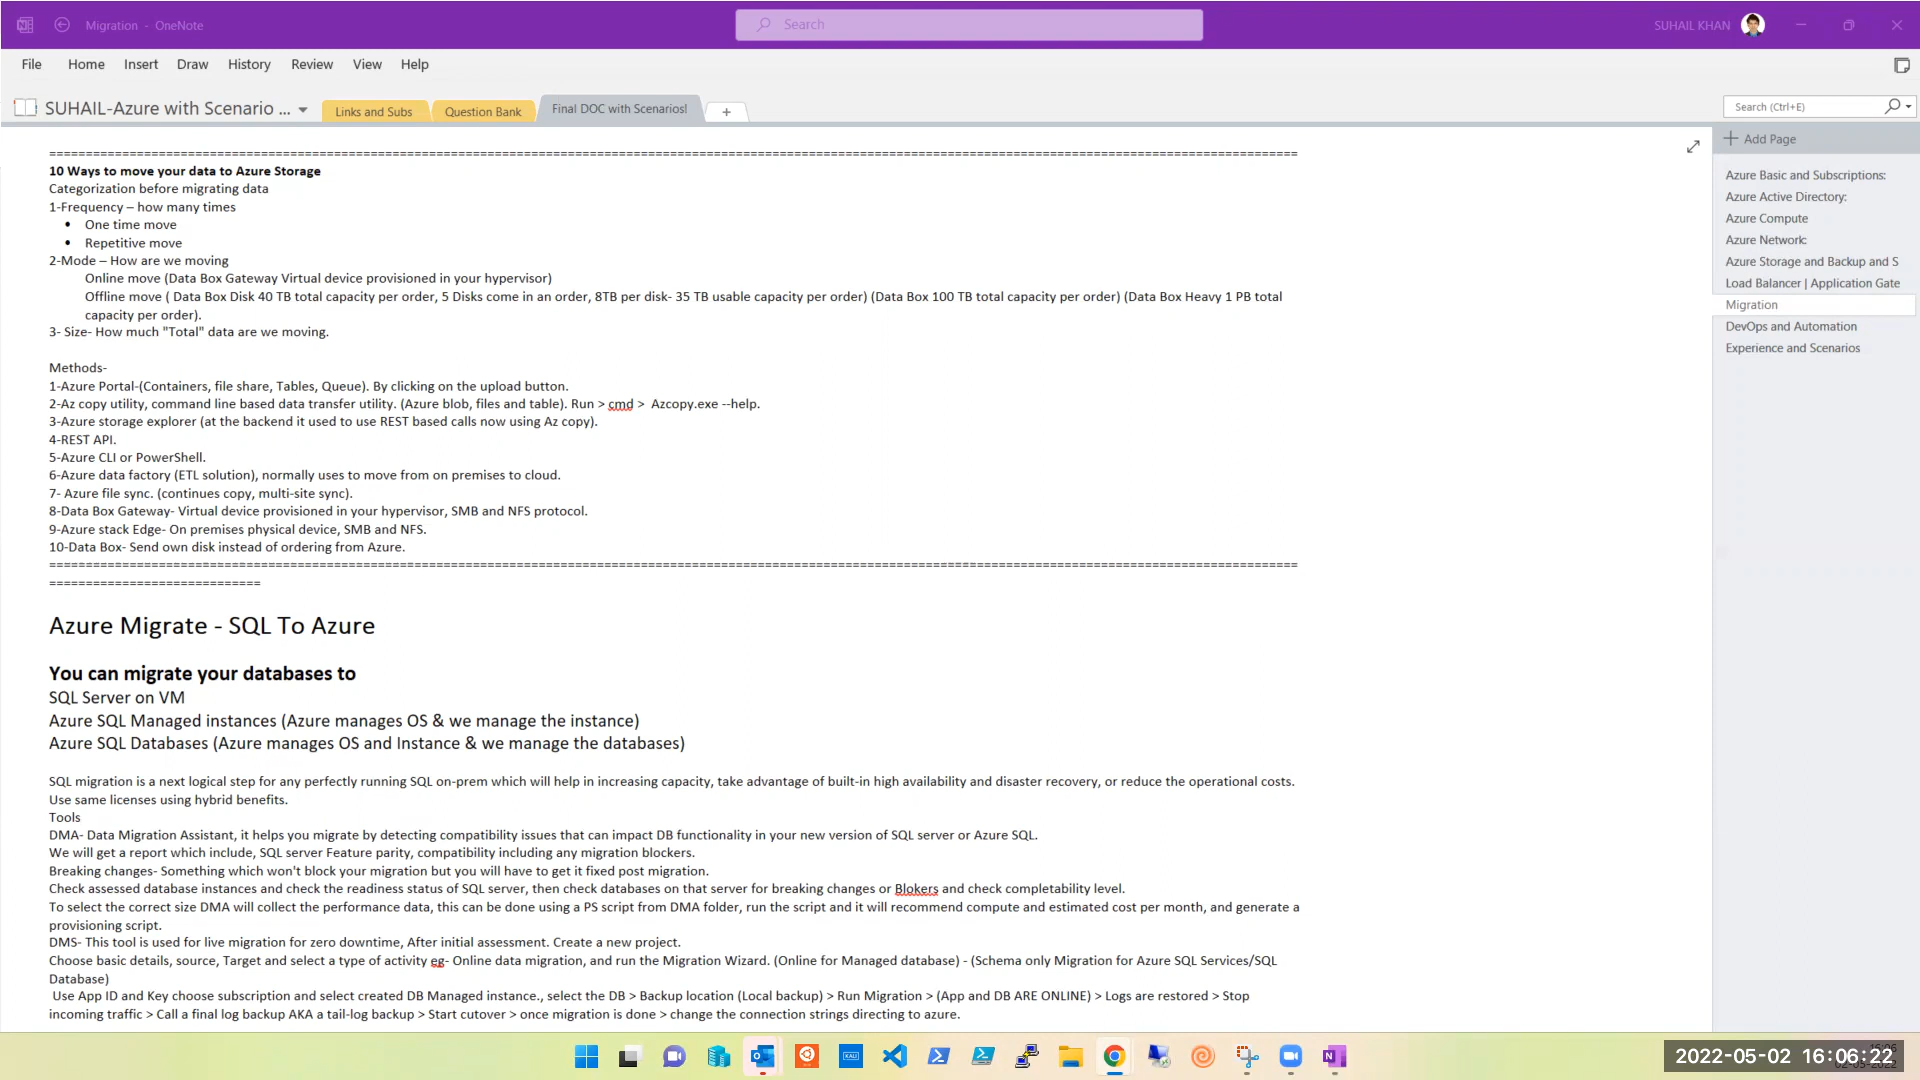 Migration - OneNote
Search
SUHAIL KHAN
File Home Insert Draw History Review View Help
SUHAIL-Azure with Scenario ...
Links and Subs
Question Bank
Final DOC with Scenarios!
+
Search (Ctrl+E)
==========================================================================================================================================================================
10 Ways to move your data to Azure Storage
Categorization before migrating data
1-Frequency – how many times
• One time move
• Repetitive move
2-Mode – How are we moving
Online move (Data Box Gateway Virtual device provisioned in your hypervisor)
Offline move ( Data Box Disk 40 TB total capacity per order, 5 Disks come in an order, 8TB per disk- 35 TB usable capacity per order) (Data Box 100 TB total capacity per order) (Data Box Heavy 1 PB total
capacity per order).
3- Size- How much "Total" data are we moving.
Methods-
1-Azure Portal-(Containers, file share, Tables, Queue). By clicking on the upload button.
2-Az copy utility, command line based data transfer utility. (Azure blob, files and table). Run > cmd > Azcopy.exe --help.
3-Azure storage explorer (at the backend it used to use REST based calls now using Az copy).
4-REST API.
5-Azure CLI or PowerShell.
6-Azure data factory (ETL solution), normally uses to move from on premises to cloud.
7- Azure file sync. (continues copy, multi-site sync).
8-Data Box Gateway- Virtual device provisioned in your hypervisor, SMB and NFS protocol.
9-Azure stack Edge- On premises physical device, SMB and NFS.
10-Data Box- Send own disk instead of ordering from Azure.
==========================================================================================================================================================================
=============================
Azure Migrate - SQL To Azure
You can migrate your databases to
SQL Server on VM
Azure SQL Managed instances (Azure manages OS & we manage the instance)
Azure SQL Databases (Azure manages OS and Instance & we manage the databases)
SQL migration is a next logical step for any perfectly running SQL on-prem which will help in increasing capacity, take advantage of built-in high availability and disaster recovery, or reduce the operational costs.
Use same licenses using hybrid benefits.
Tools
DMA- Data Migration Assistant, it helps you migrate by detecting compatibility issues that can impact DB functionality in your new version of SQL server or Azure SQL.
We will get a report which include, SQL server Feature parity, compatibility including any migration blockers.
Breaking changes- Something which won't block your migration but you will have to get it fixed post migration.
Check assessed database instances and check the readiness status of SQL server, then check databases on that server for breaking changes or Blokers and check completability level.
To select the correct size DMA will collect the performance data, this can be done using a PS script from DMA folder, run the script and it will recommend compute and estimated cost per month, and generate a
provisioning script.
DMS- This tool is used for live migration for zero downtime, After initial assessment. Create a new project.
Choose basic details, source, Target and select a type of activity eg- Online data migration, and run the Migration Wizard. (Online for Managed database) - (Schema only Migration for Azure SQL Services/SQL
Database)
Use App ID and Key choose subscription and select created DB Managed instance., select the DB > Backup location (Local backup) > Run Migration > (App and DB ARE ONLINE) > Logs are restored > Stop
incoming traffic > Call a final log backup AKA a tail-log backup > Start cutover > once migration is done > change the connection strings directing to azure.
Add Page
Azure Basic and Subscriptions:
Azure Active Directory:
Azure Compute
Azure Network:
Azure Storage and Backup and S
Load Balancer | Application Gate
Migration
DevOps and Automation
Experience and Scenarios
KALI
2022-05-02 16:06:22